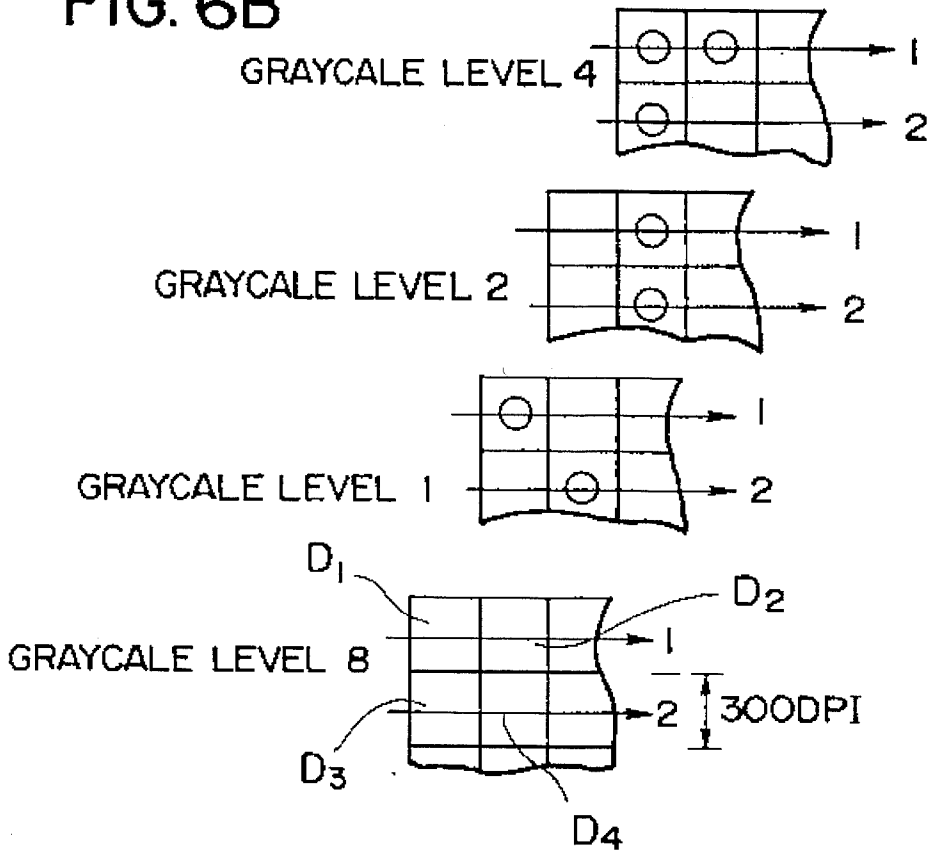 FIG. 6B
GRAYCALE LEVEL 4
1
2
GRAYCALE LEVEL 2
1
2
GRAYCALE LEVEL 1
1
2
D1
D2
GRAYCALE LEVEL 8
1
2
300DPI
D3
D4